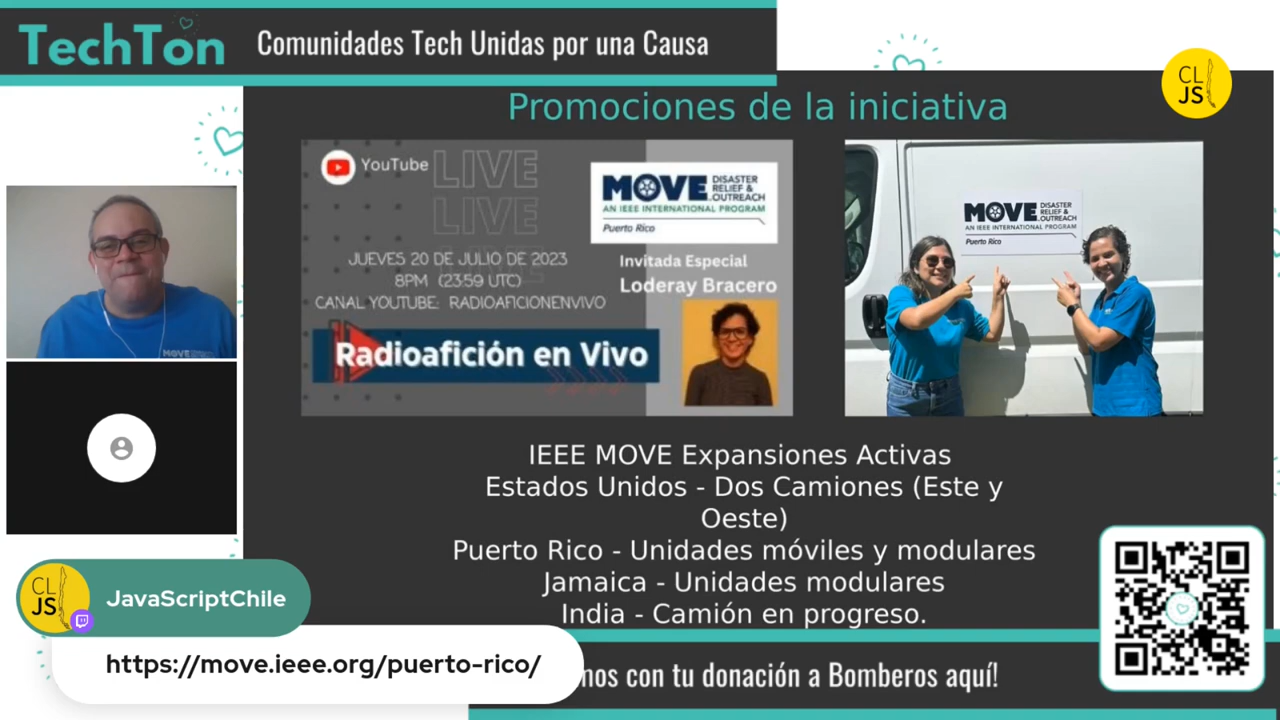 TechTon
Comunidades Tech Unidas por una Causa
CL
JS
Promociones de la iniciativa
YouTube
LIVE
LIVE
LIVE
MOVE DISASTER RELIEF & OUTREACH
AN IEEE INTERNATIONAL PROGRAM
Puerto Rico
JUEVES 20 DE JULIO DE 2023
8PM (23:59 UTC)
CANAL YOUTUBE: RADIOAFICIONENVIVO
Invitada Especial
Loderay Bracero
Radioafición en Vivo
MOVE DISASTER RELIEF & OUTREACH
AN IEEE INTERNATIONAL PROGRAM
Puerto Rico
MOVE
IEEE MOVE Expansiones Activas
Estados Unidos - Dos Camiones (Este y
Oeste)
Puerto Rico - Unidades móviles y modulares
Jamaica - Unidades modulares
India - Camión en progreso.
CL
JS
JavaScriptChile
https://move.ieee.org/puerto-rico/
mos con tu donación a Bomberos aquí!